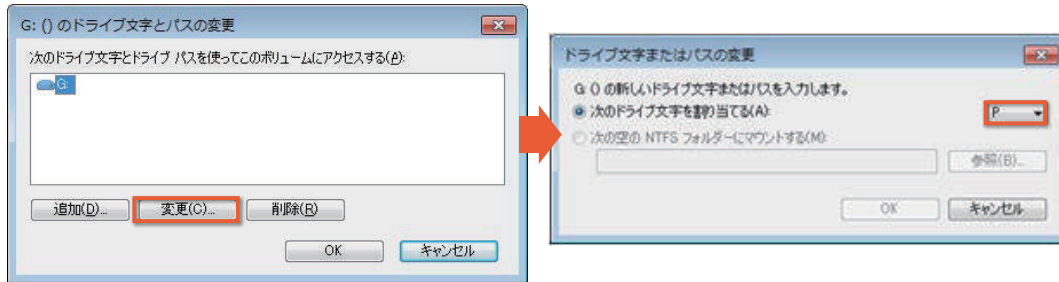 G: () のドライブ文字とパスの変更
次のドライブ文字とドライブ パスを使ってこのボリュームにアクセスする(A):
G:
追加(D)...
変更(C)...
削除(R)
OK
キャンセル
ドライブ文字またはパスの変更
G: () の新しいドライブ文字またはパスを入力します。
次のドライブ文字を割り当てる(A):
P
次の空の NTFS フォルダーにマウントする(M):
参照(B)...
OK
キャンセル